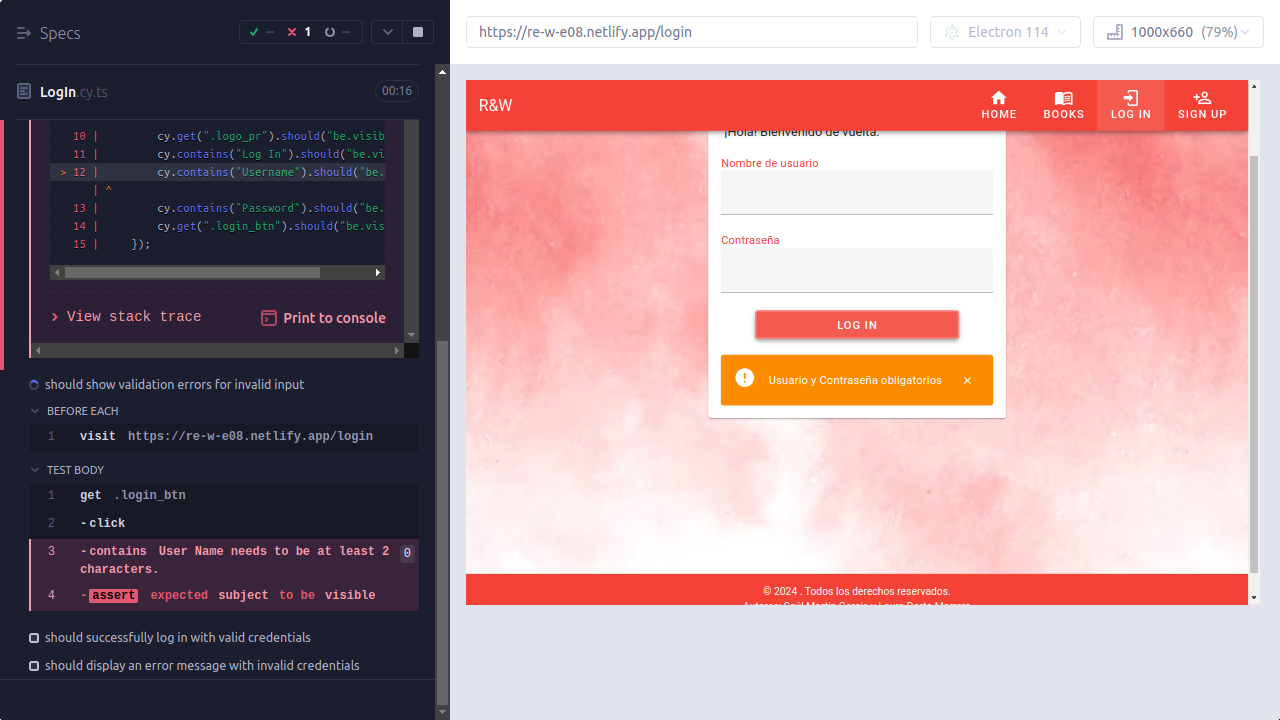 Specs
-- 1 --
LogIn.cy.ts
00:16
10 | cy.get(".logo_pr").should("be.visib
11 | cy.contains("Log In").should("be.vi
> 12 | cy.contains("Username").should("be.
| ^
13 | cy.contains("Password").should("be.
14 | cy.get(".login_btn").should("be.vis
15 | });
View stack trace
Print to console
should show validation errors for invalid input
BEFORE EACH
1 visit https://re-w-e08.netlify.app/login
TEST BODY
1 get .login_btn
2 -click
3 -contains User Name needs to be at least 2 0
characters.
4 -assert expected subject to be visible
should successfully log in with valid credentials
should display an error message with invalid credentials
https://re-w-e08.netlify.app/login
Electron 114
1000x660 (79%)
R&W
HOME
BOOKS
LOG IN
SIGN UP
¡Hola! Bienvenido de vuelta.
Nombre de usuario
Contraseña
LOG IN
Usuario y Contraseña obligatorios
© 2024 . Todos los derechos reservados.